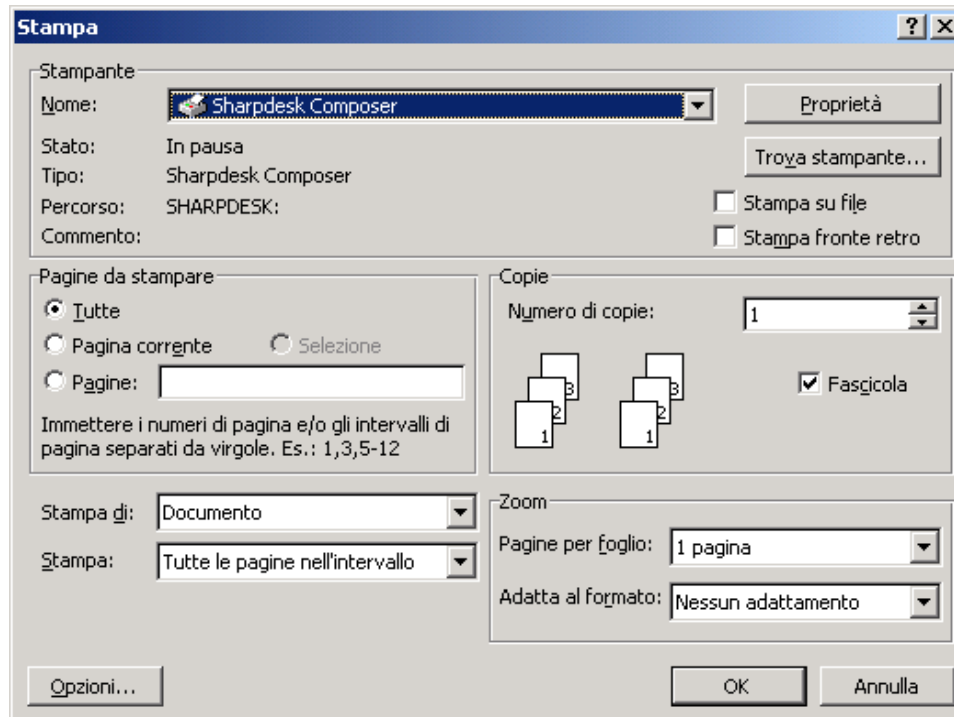 Stampa
Stampante
Nome: Sharpdesk Composer Proprietà
Stato: In pausa Trova stampante...
Tipo: Sharpdesk Composer
Percorso: SHARPDESK: Stampa su file
Commento: Stampa fronte retro
Pagine da stampare
Tutte
Pagina corrente Selezione
Pagine:
Immettere i numeri di pagina e/o gli intervalli di
pagina separati da virgole. Es.: 1,3,5-12
Copie
Numero di copie: 1
3 3
2 2
1 1
Fascicola
Stampa di: Documento
Stampa: Tutte le pagine nell'intervallo
Zoom
Pagine per foglio: 1 pagina
Adatta al formato: Nessun adattamento
Opzioni... OK Annulla